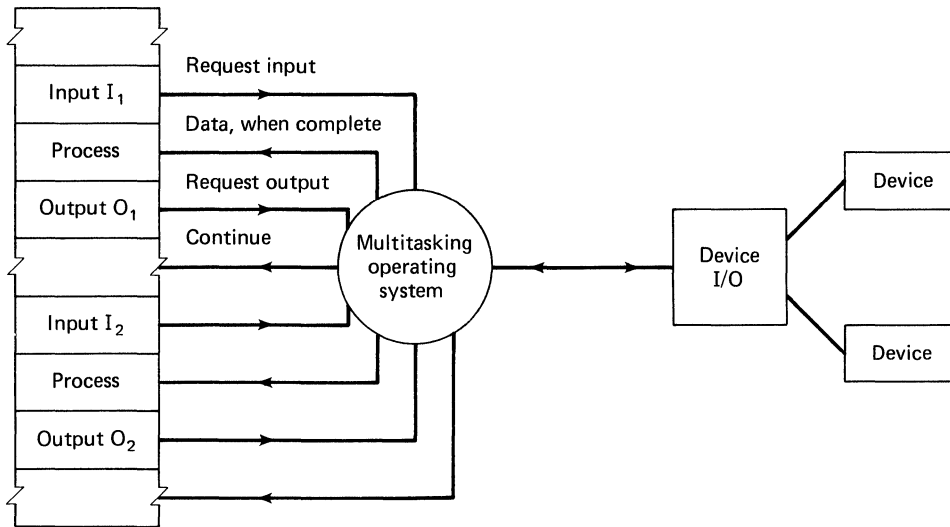 Request input
Input I₁
Data, when complete
Process
Request output
Output O₁
Continue
Multitasking
operating
system
Input I₂
Process
Output O₂
Device
I/O
Device
Device